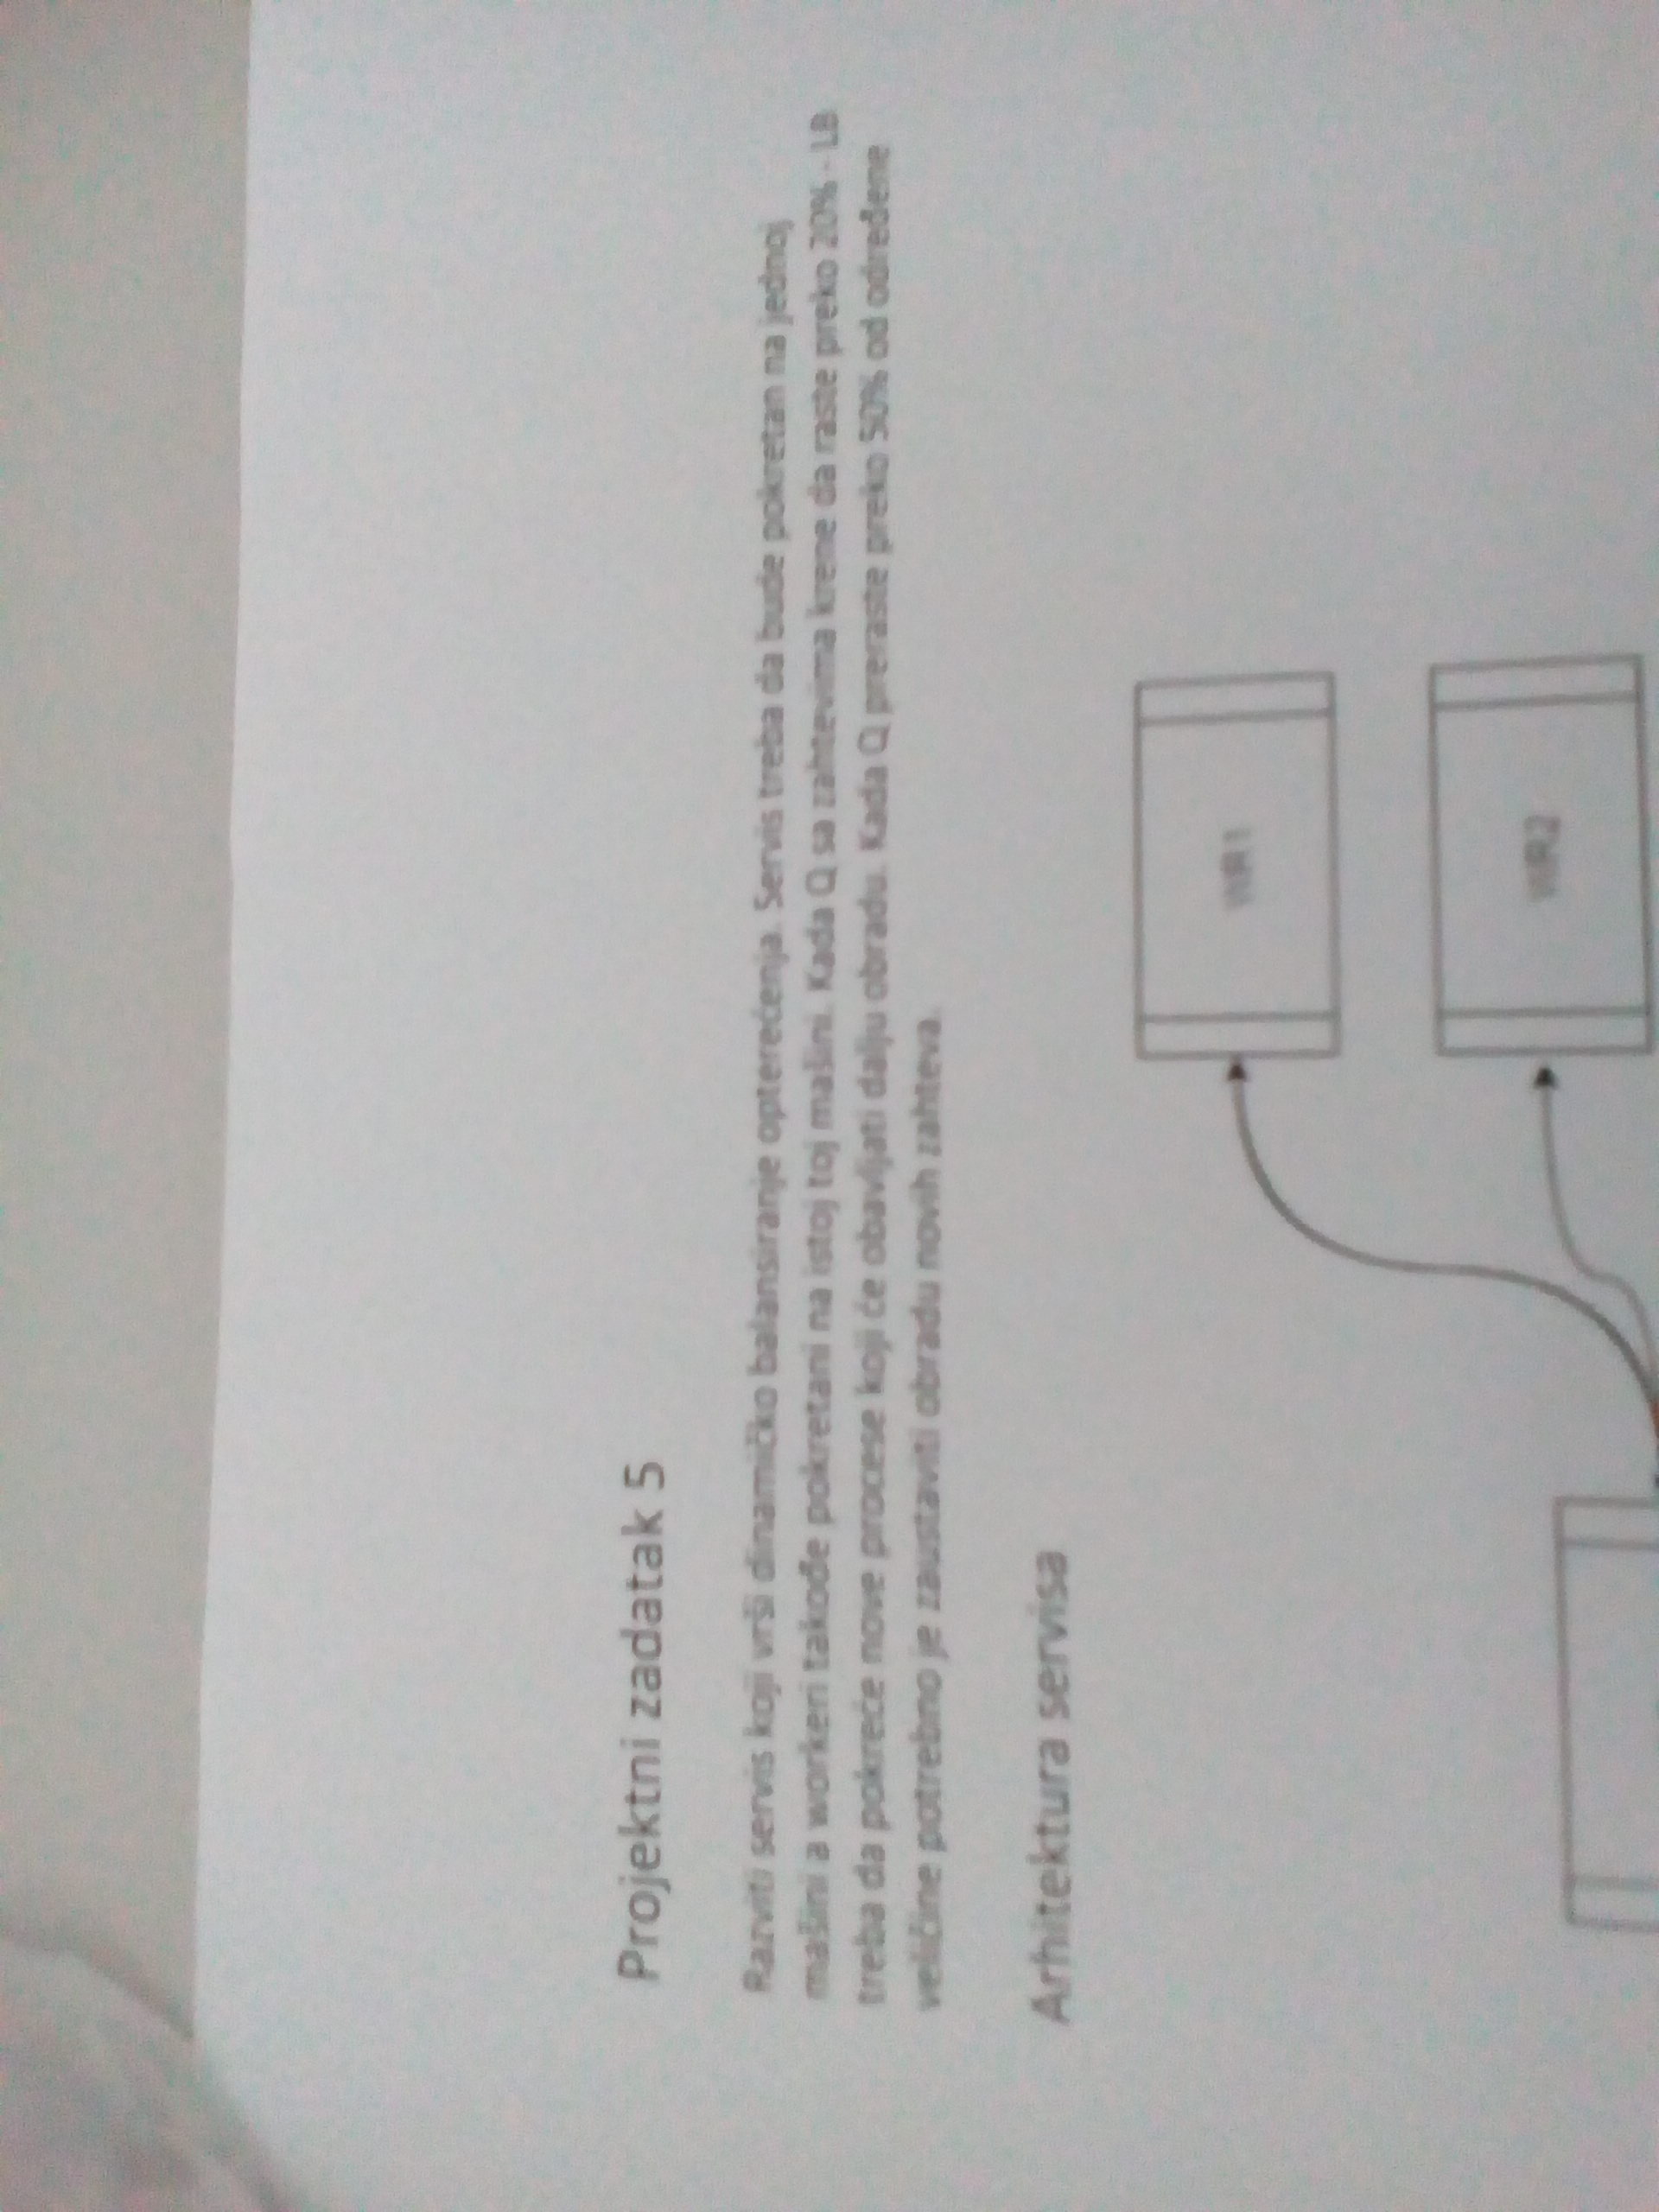 Projektni zadatak 5
Razviti servis koji vrši dinamičko balansiranje opterećenja. Servis treba da bude pokretan na jednoj
mašini a workeri takođe pokretani na istoj toj mašini. Kada Q sa zahtevima krene da raste preko 20% - LB
treba da pokreće nove procese koji će obavljati dalju obradu. Kada Q preraste preko 50% od određene
veličine potrebno je zaustaviti obradu novih zahteva.
Arhitektura servisa
WR1
WR2